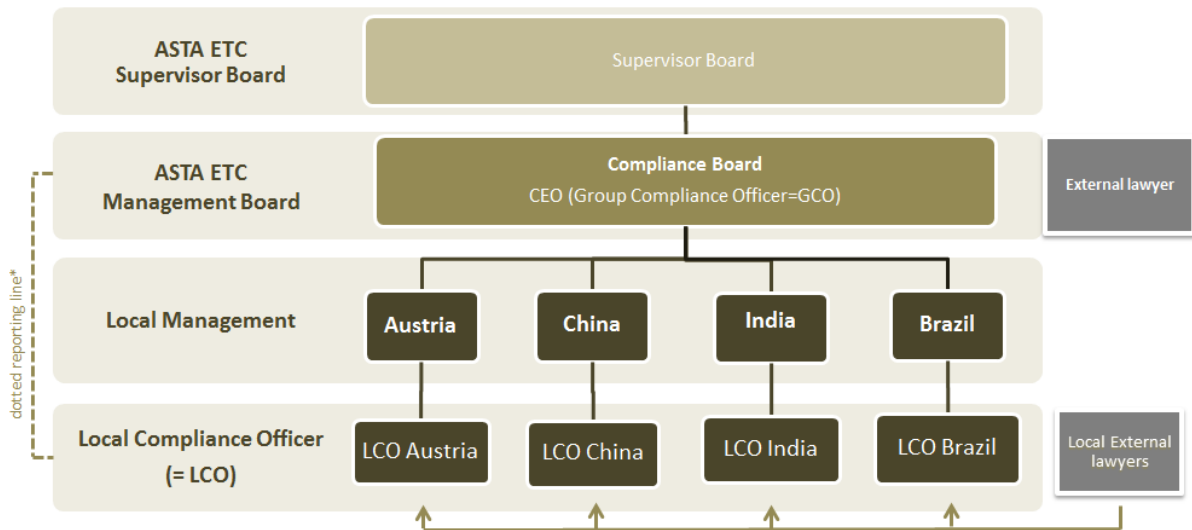 ASTA ETC
Supervisor Board
Supervisor Board
ASTA ETC
Management Board
Compliance Board
CEO (Group Compliance Officer=GCO)
External lawyer
dotted reporting line*
Local Management
Austria
China
India
Brazil
Local Compliance Officer
(= LCO)
LCO Austria
LCO China
LCO India
LCO Brazil
Local External
lawyers